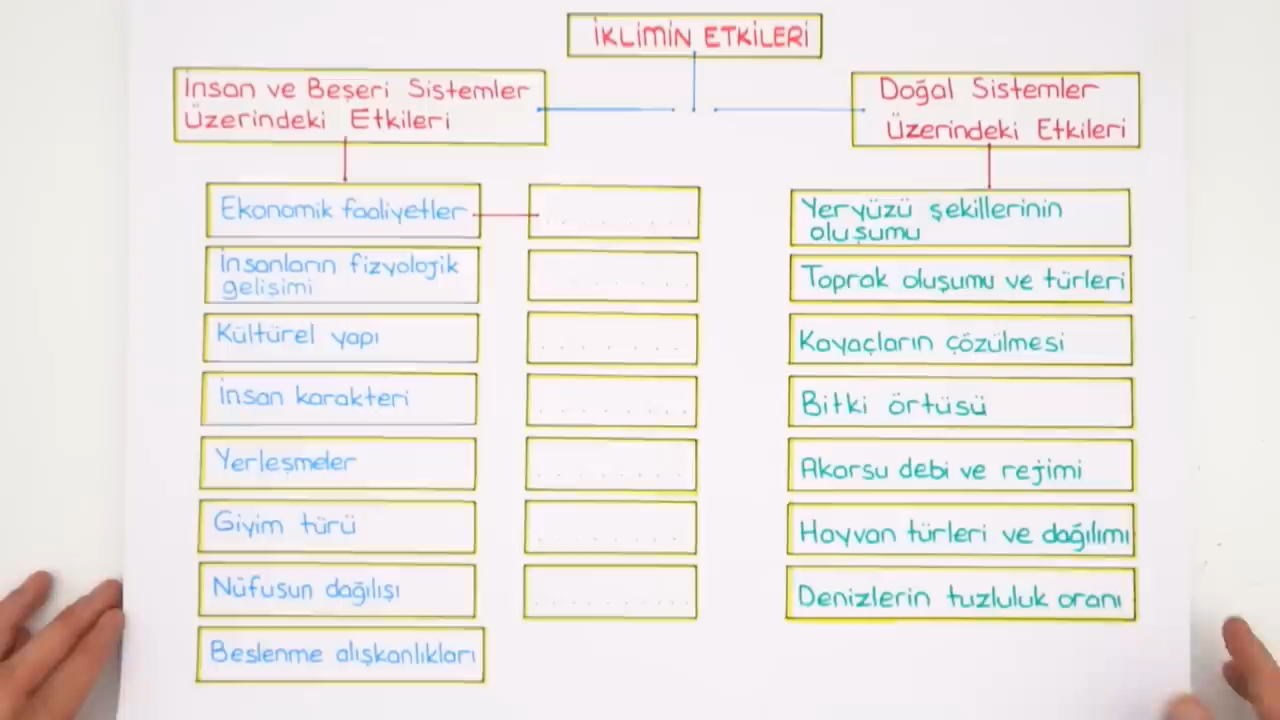 İKLİMİN ETKİLERİ
İnsan ve Beşeri Sistemler
Üzerindeki Etkileri
Doğal Sistemler
Üzerindeki Etkileri
Ekonomik faaliyetler
.......
İnsanların fizyolojik
gelişimi
.......
Kültürel yapı
.......
İnsan karakteri
.......
Yerleşmeler
.......
Giyim türü
.......
Nüfusun dağılışı
.......
Beslenme alışkanlıkları
Yeryüzü şekillerinin
oluşumu
Toprak oluşumu ve türleri
Kayaçların çözülmesi
Bitki örtüsü
Akarsu debi ve rejimi
Hayvan türleri ve dağılımı
Denizlerin tuzluluk oranı